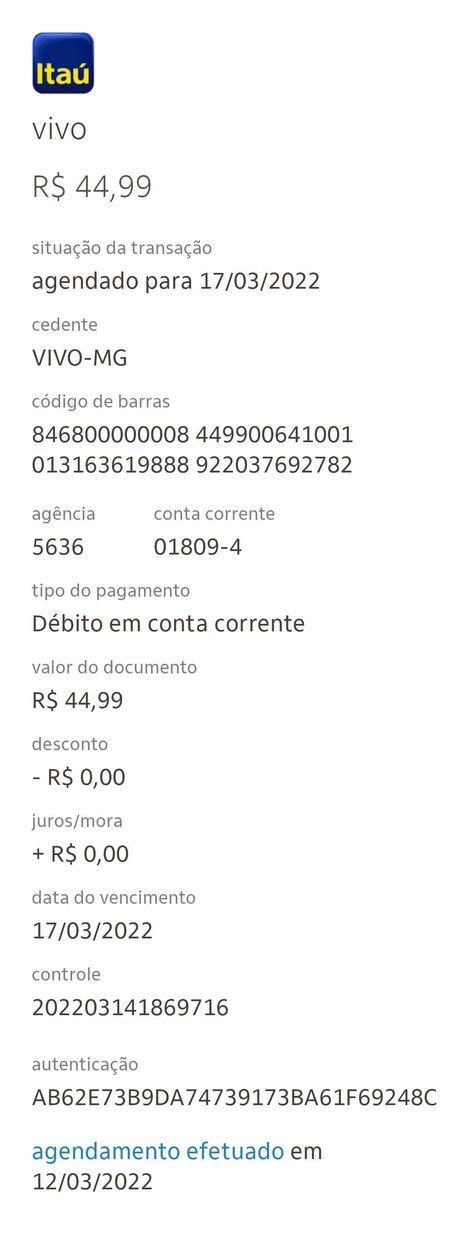 Itaú
vivo
R$ 44,99
situação da transação
agendado para 17/03/2022
cedente
VIVO-MG
código de barras
846800000008 449900641001
013163619888 922037692782
agência conta corrente
5636 01809-4
tipo do pagamento
Débito em conta corrente
valor do documento
R$ 44,99
desconto
- R$ 0,00
juros/mora
+ R$ 0,00
data do vencimento
17/03/2022
controle
202203141869716
autenticação
AB62E73B9DA74739173BA61F69248C
agendamento efetuado em
12/03/2022